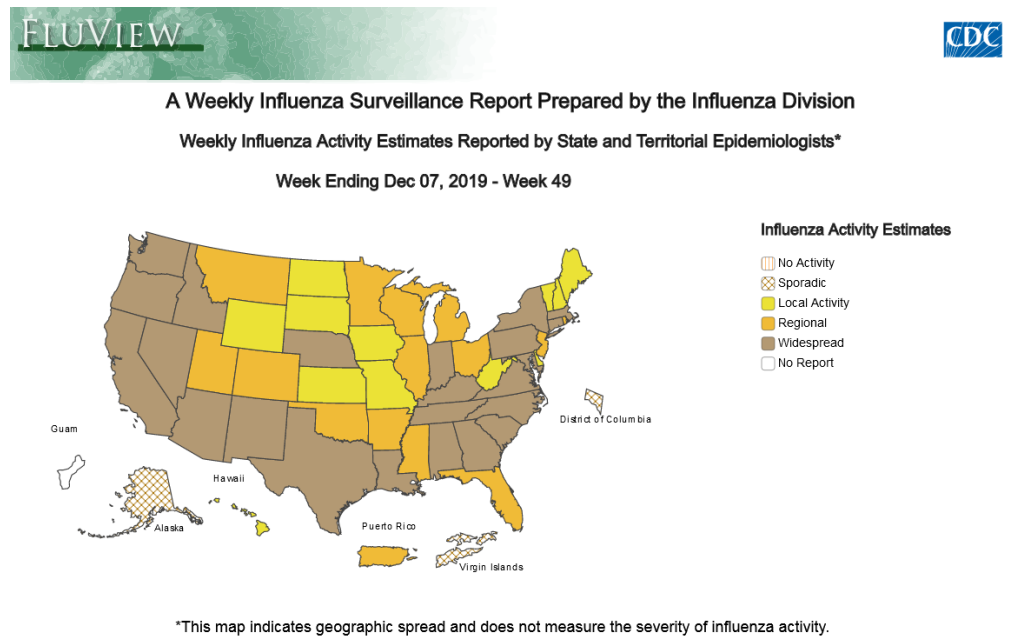 FLUVIEW
CDC
A Weekly Influenza Surveillance Report Prepared by the Influenza Division
Weekly Influenza Activity Estimates Reported by State and Territorial Epidemiologists*
Week Ending Dec 07, 2019 - Week 49
Influenza Activity Estimates
No Activity
Sporadic
Local Activity
Regional
Widespread
No Report
District of Columbia
Guam
Hawaii
Alaska
Puerto Rico
Virgin Islands
*This map indicates geographic spread and does not measure the severity of influenza activity.